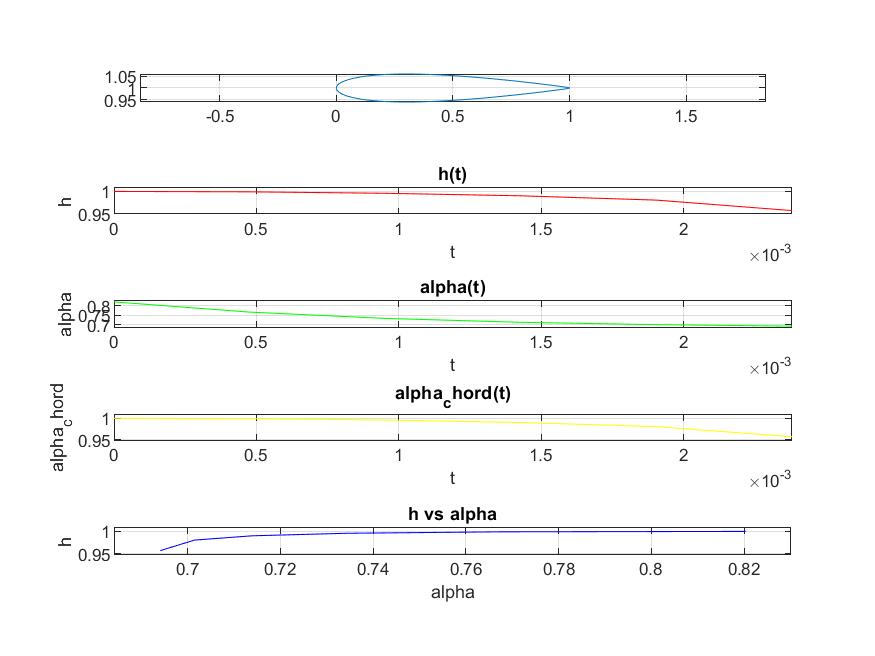 1.05
1
0.95
-0.5 0 0.5 1 1.5
h(t)
1
h
0.95
0 0.5 1 1.5 2
t
×10-3
alpha(t)
0.8
alpha
0.75
0.7
0 0.5 1 1.5 2
t
×10-3
alpha_chord(t)
1
alpha_chord
0.95
0 0.5 1 1.5 2
t
×10-3
h vs alpha
1
h
0.95
0.7 0.72 0.74 0.76 0.78 0.8 0.82
alpha